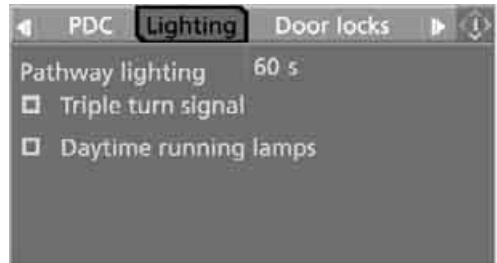 PDC Lighting Door locks
Pathway lighting 60 s
Triple turn signal
Daytime running lamps